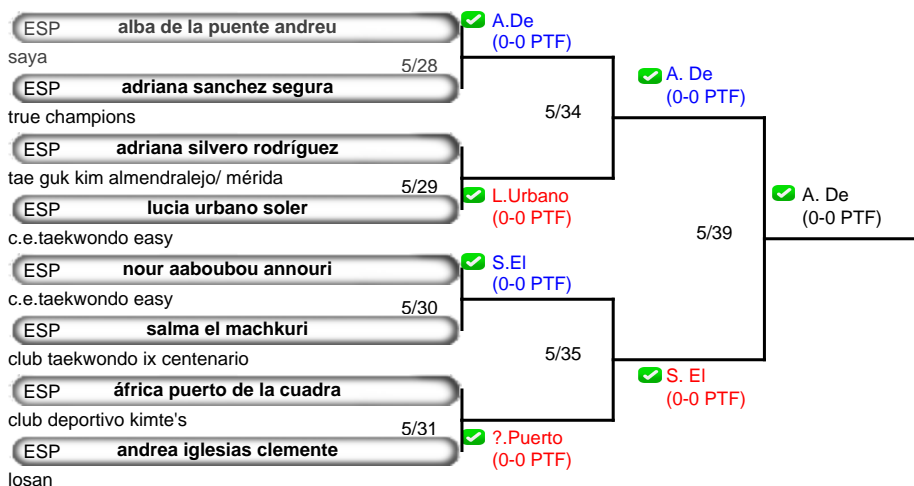 ESP alba de la puente andreu
A.De
(0-0 PTF)
saya
5/28
A. De
(0-0 PTF)
ESP adriana sanchez segura
true champions
5/34
ESP adriana silvero rodríguez
tae guk kim almendralejo/ mérida
5/29
L.Urbano
(0-0 PTF)
A. De
(0-0 PTF)
ESP lucia urbano soler
c.e.taekwondo easy
5/39
ESP nour aaboubou annouri
S.El
(0-0 PTF)
c.e.taekwondo easy
5/30
ESP salma el machkuri
club taekwondo ix centenario
5/35
ESP áfrica puerto de la cuadra
S. El
(0-0 PTF)
club deportivo kimte's
5/31
?.Puerto
(0-0 PTF)
ESP andrea iglesias clemente
losan